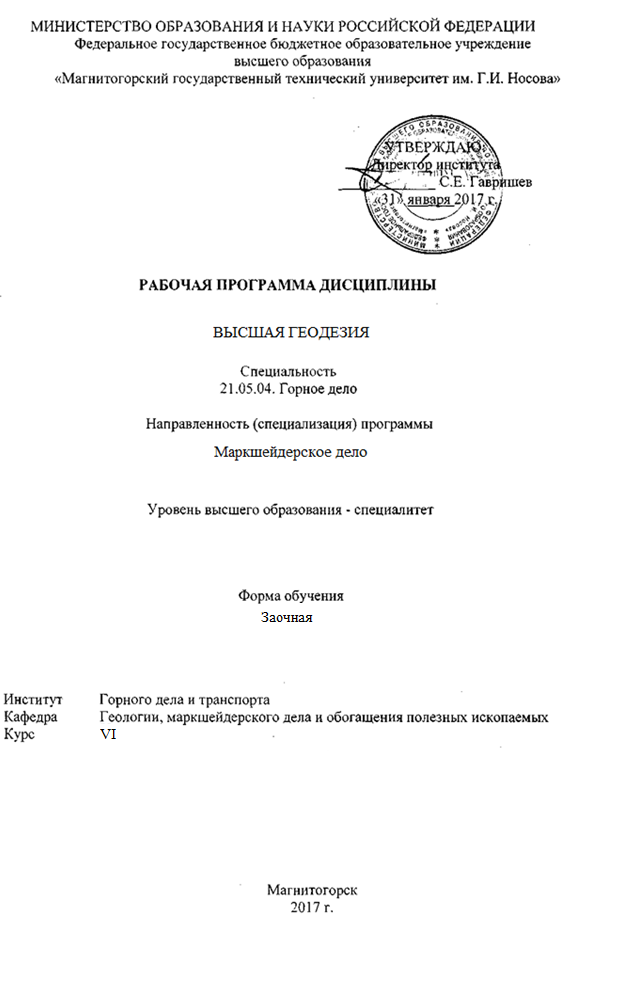 МИНИСТЕРСТВО ОБРАЗОВАНИЯ И НАУКИ РОССИЙСКОЙ ФЕДЕРАЦИИ
Федеральное государственное бюджетное образовательное учреждение
высшего образования
«Магнитогорский государственный технический университет им. Г.И. Носова»
УТВЕРЖДАЮ
Директор института
С.Е. Гавришев
«31» января 2017 г.
РАБОЧАЯ ПРОГРАММА ДИСЦИПЛИНЫ
ВЫСШАЯ ГЕОДЕЗИЯ
Специальность
21.05.04. Горное дело
Направленность (специализация) программы
Маркшейдерское дело
Уровень высшего образования - специалитет
Форма обучения
Заочная
Институт Горного дела и транспорта
Кафедра Геологии, маркшейдерского дела и обогащения полезных ископаемых
Курс VI
Магнитогорск
2017 г.